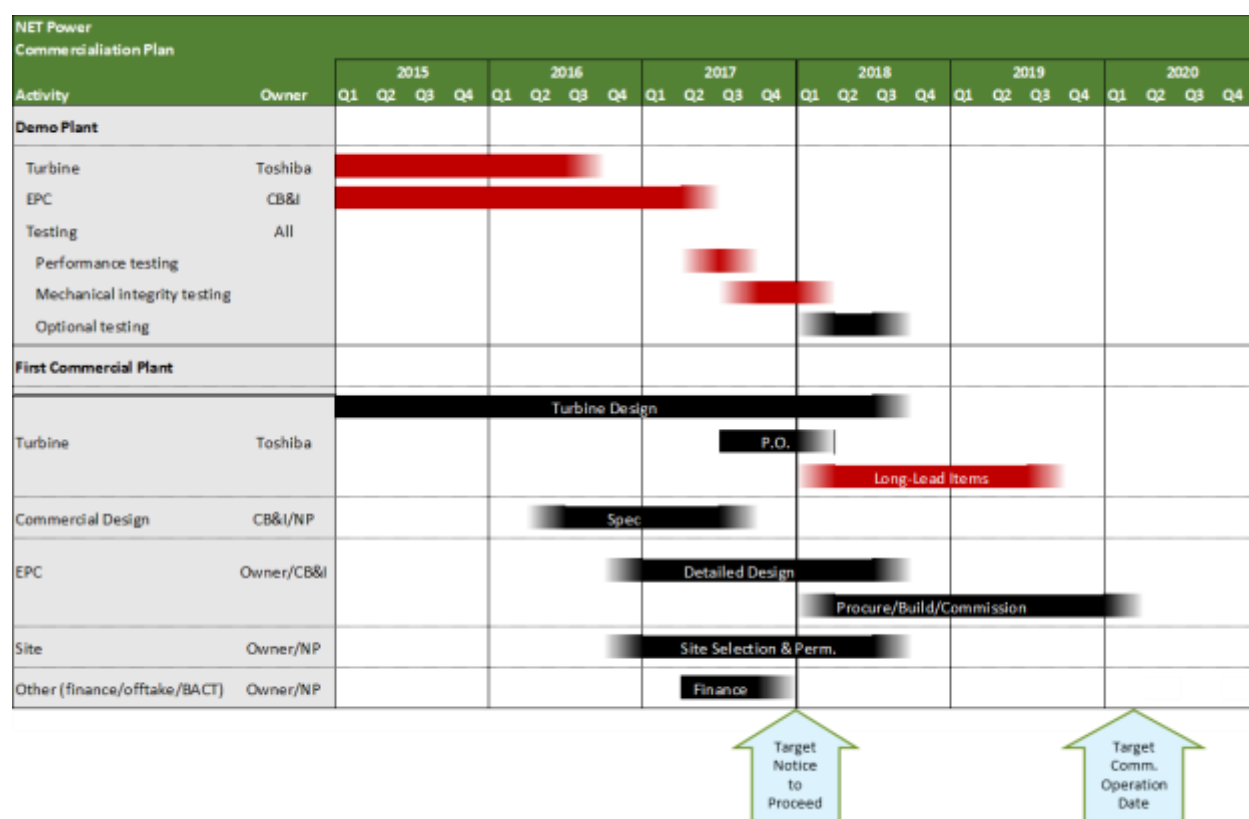 NET Power
Commercialiation Plan
2015 2016 2017 2018 2019 2020
Activity Owner Q1 Q2 Q3 Q4 Q1 Q2 Q3 Q4 Q1 Q2 Q3 Q4 Q1 Q2 Q3 Q4 Q1 Q2 Q3 Q4 Q1 Q2 Q3 Q4
Demo Plant
Turbine Toshiba
EPC CB&I
Testing All
Performance testing
Mechanical integrity testing
Optional testing
First Commercial Plant
Turbine Design
Turbine Toshiba P.O.
Long-Lead Items
Commercial Design CB&I/NP Spec
EPC Owner/CB&I Detailed Design
Procure/Build/Commission
Site Owner/NP Site Selection & Perm.
Other (finance/offtake/BACT) Owner/NP Finance
Target Target
Notice Comm.
to Operation
Proceed Date